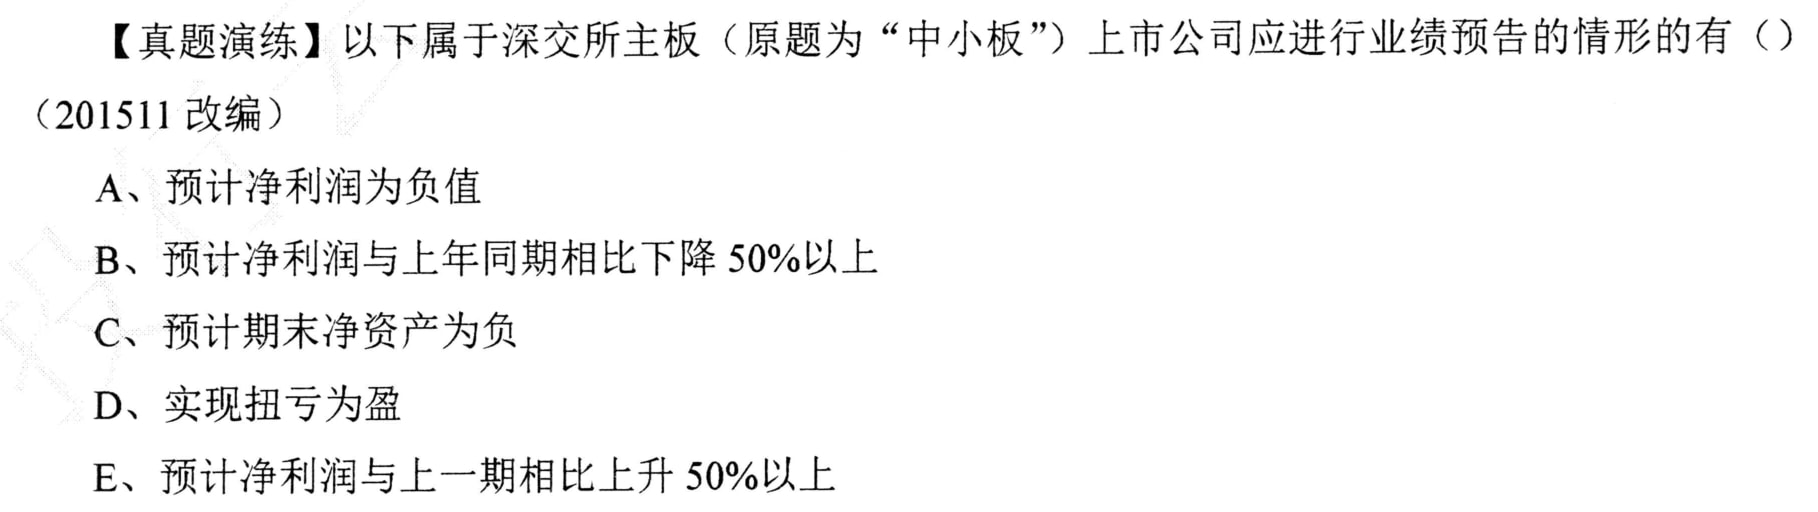 【真题演练】以下属于深交所主板（原题为“中小板”）上市公司应进行业绩预告的情形的有（）
（201511 改编）
A、预计净利润为负值
B、预计净利润与上年同期相比下降 50%以上
C、预计期末净资产为负
D、实现扭亏为盈
E、预计净利润与上一期相比上升 50%以上